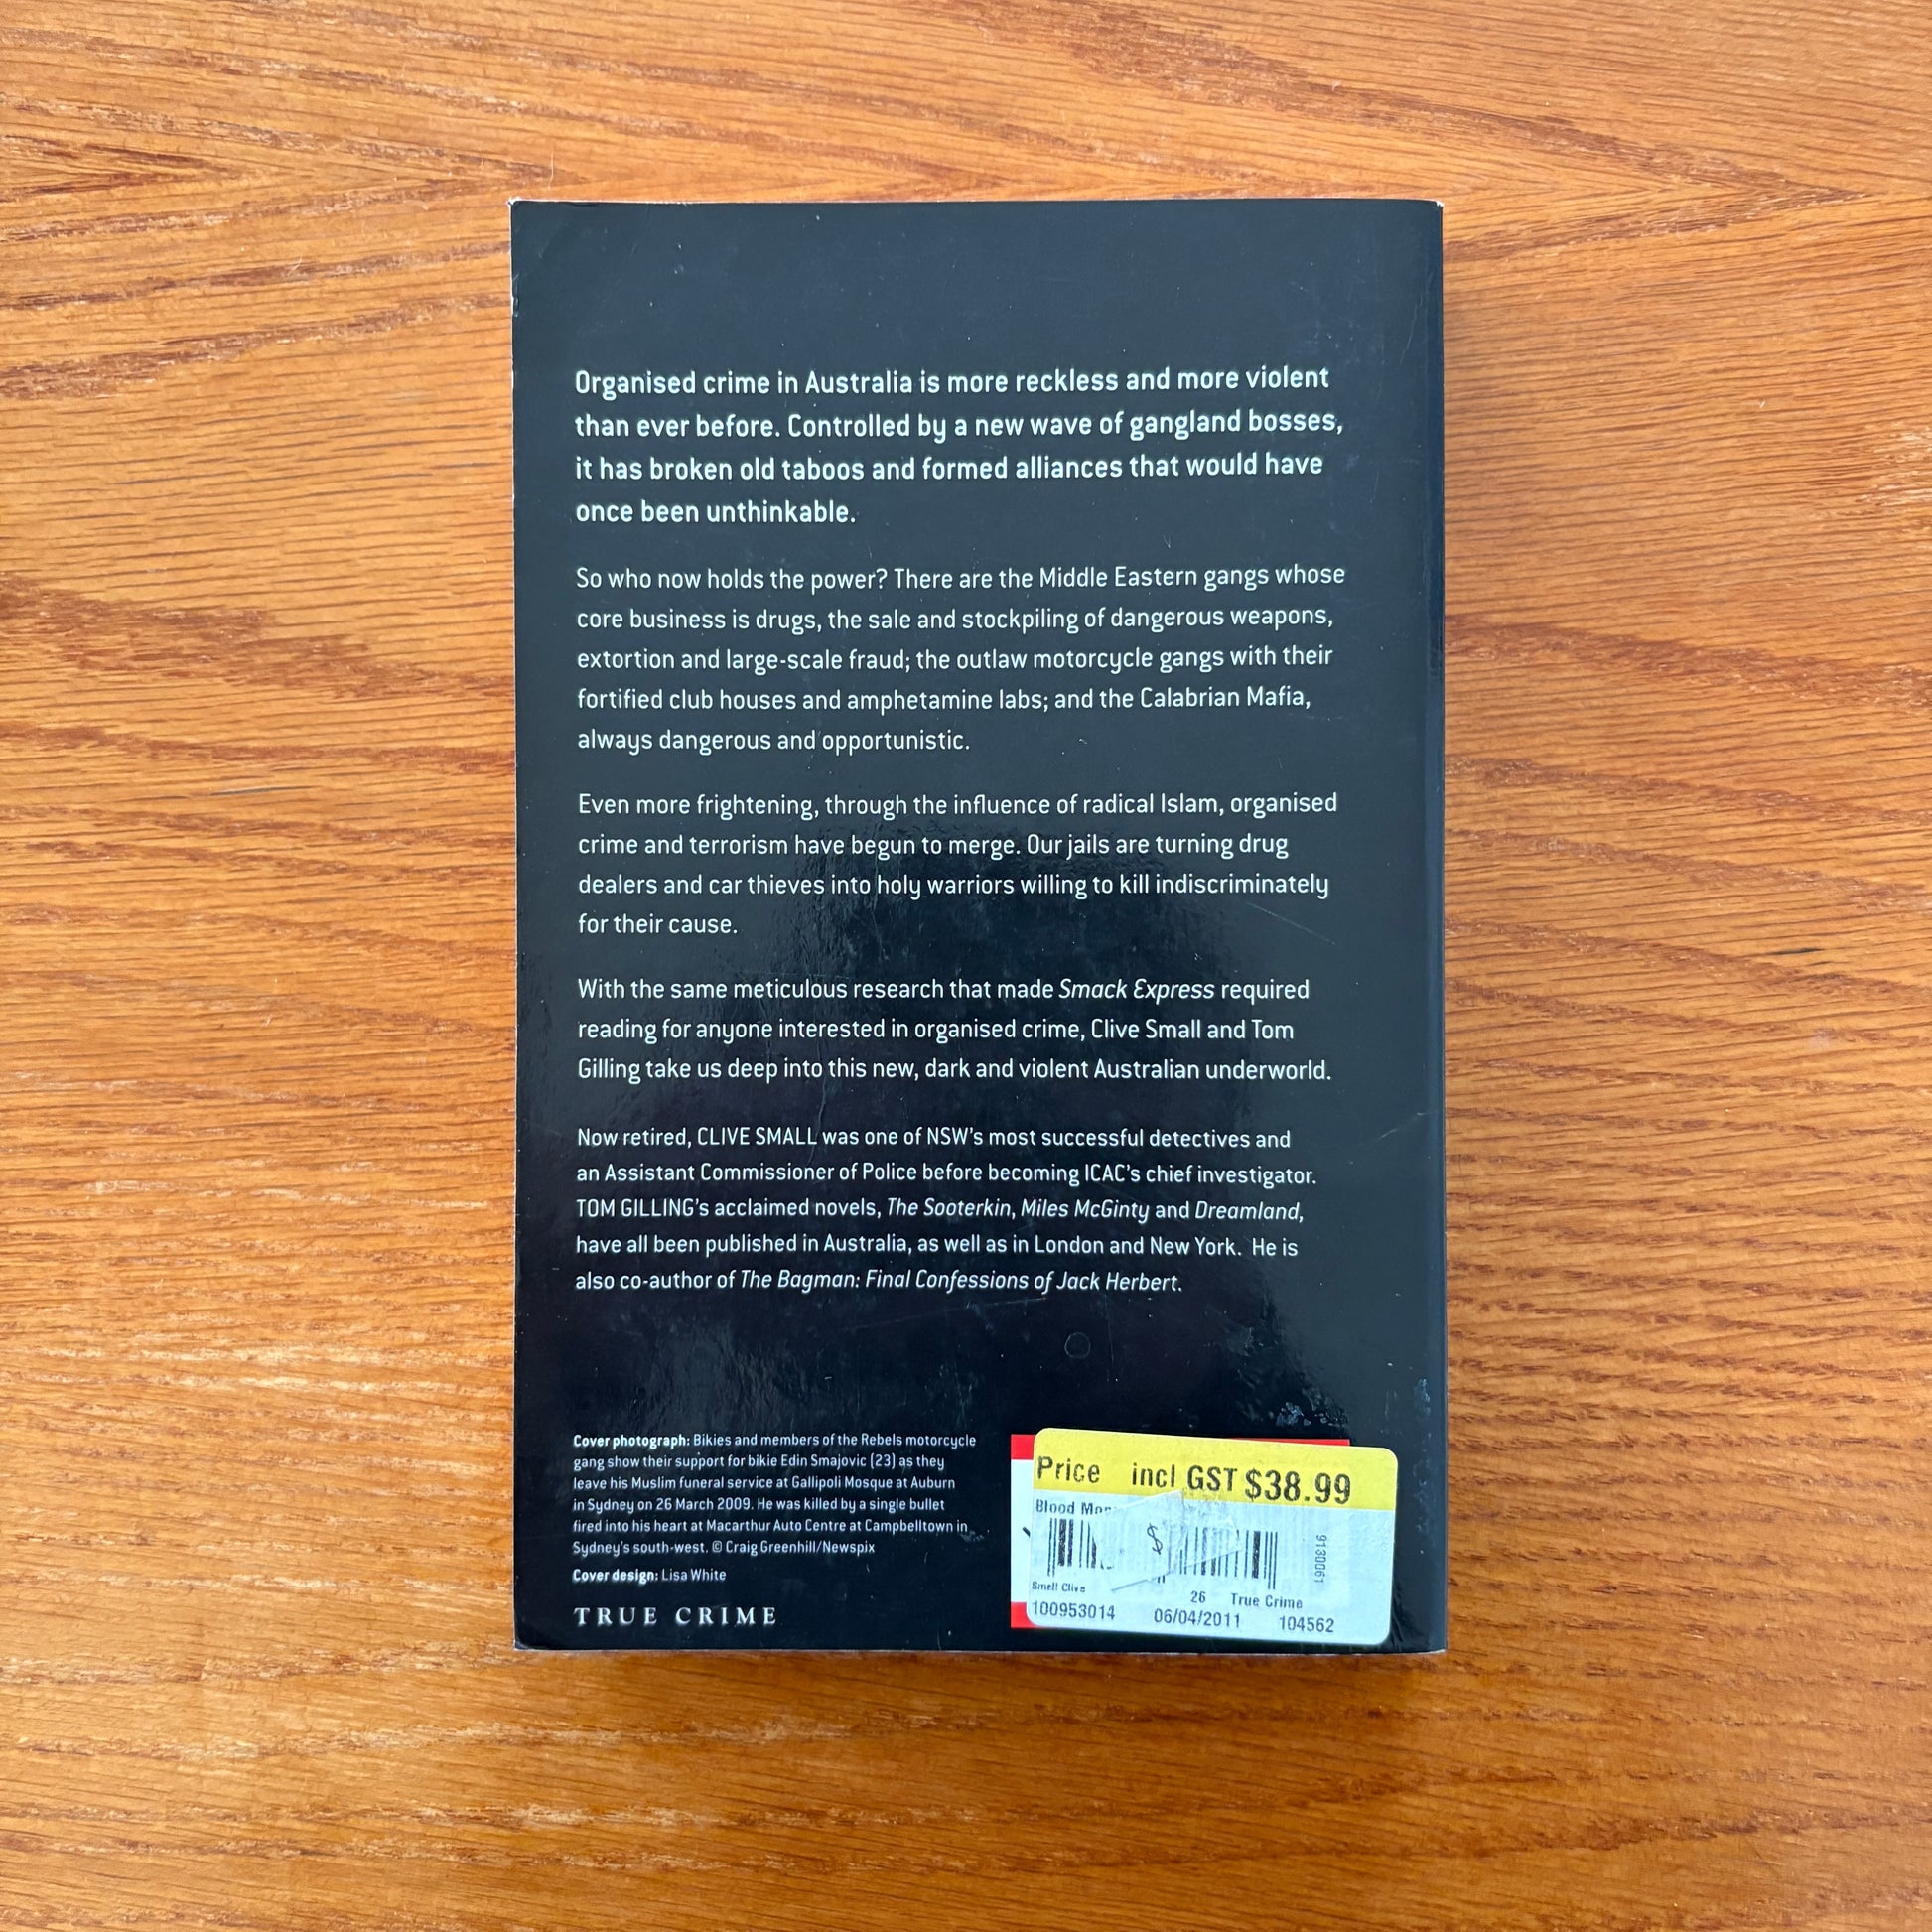 Organised crime in Australia is more reckless and more violent
than ever before. Controlled by a new wave of gangland bosses,
it has broken old taboos and formed alliances that would have
once been unthinkable.
So who now holds the power? There are the Middle Eastern gangs whose
core business is drugs, the sale and stockpiling of dangerous weapons,
extortion and large-scale fraud; the outlaw motorcycle gangs with their
fortified club houses and amphetamine labs; and the Calabrian Mafia,
always dangerous and opportunistic.
Even more frightening, through the influence of radical Islam, organised
crime and terrorism have begun to merge. Our jails are turning drug
dealers and car thieves into holy warriors willing to kill indiscriminately
for their cause.
With the same meticulous research that made Smack Express required
reading for anyone interested in organised crime, Clive Small and Tom
Gilling take us deep into this new, dark and violent Australian underworld.
Now retired, CLIVE SMALL was one of NSW's most successful detectives and
an Assistant Commissioner of Police before becoming ICAC's chief investigator.
TOM GILLING's acclaimed novels, The Sooterkin, Miles McGinty and Dreamland,
have all been published in Australia, as well as in London and New York. He is
also co-author of The Bagman: Final Confessions of Jack Herbert.
Cover photograph: Bikies and members of the Rebels motorcycle
gang show their support for bikie Edin Smajovic (23) as they
leave his Muslim funeral service at Gallipoli Mosque at Auburn
in Sydney on 26 March 2009. He was killed by a single bullet
fired into his heart at Macarthur Auto Centre at Campbelltown in
Sydney's south-west. © Craig Greenhill/Newspix
Cover design: Lisa White
TRUE CRIME
Price incl GST $38.99
Blood
9130061
Small Clive
26 True Crime
100953014 06/04/2011 104562